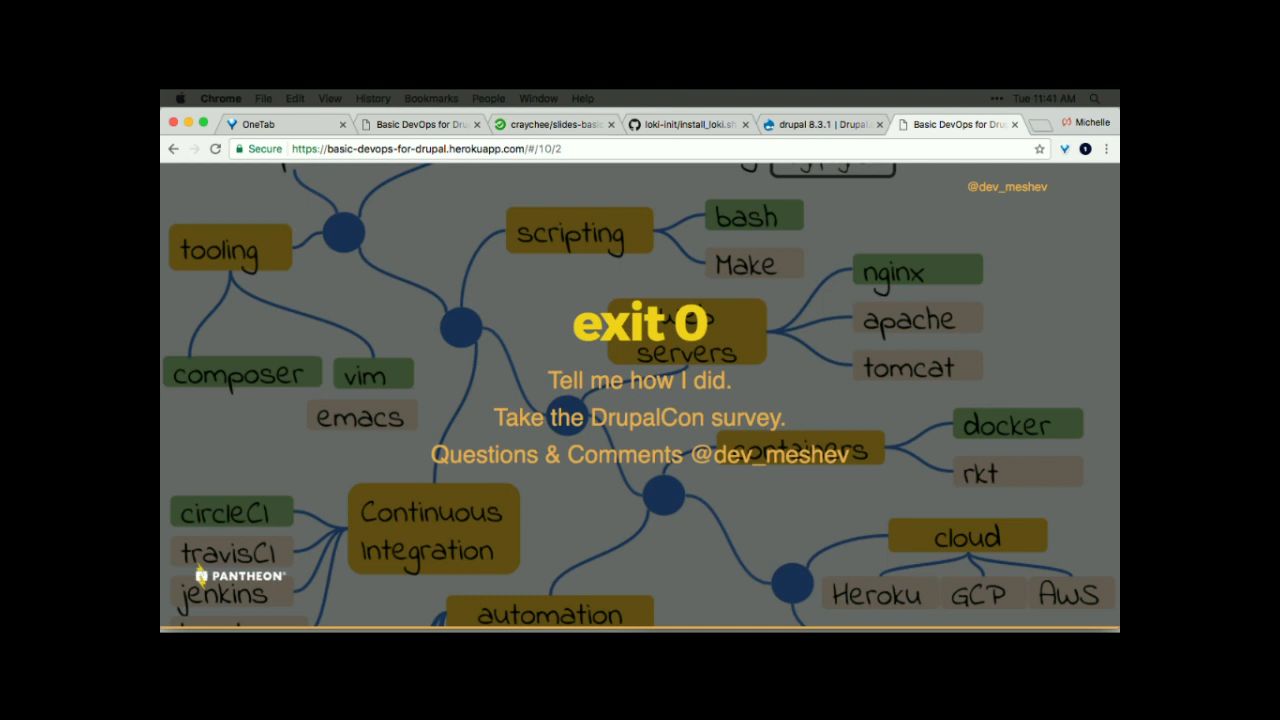 Chrome File Edit View History Bookmarks People Window Help ••• Tue 11:41 AM
OneTab
Basic DevOps for Dru
craychee/slides-basic
loki-init/install_loki.sh
drupal 8.3.1 | Drupal.
Basic DevOps for Dru
Michelle
Secure https://basic-devops-for-drupal.herokuapp.com/#/10/2
@dev_meshev
tooling
scripting
bash
Make
nginx
apache
tomcat
servers
exit 0
Tell me how I did.
Take the DrupalCon survey.
Questions & Comments @dev_meshev
composer
vim
emacs
containers
docker
rkt
circleCI
travisCI
jenkins
PANTHEON
Continuous
Integration
automation
cloud
Heroku
GCP
AWS